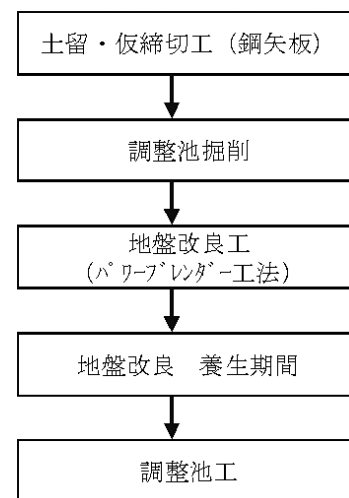 土留・仮締切工（鋼矢板）
調整池掘削
地盤改良工
(ﾊﾟﾜｰﾌﾞﾚﾝﾀﾞｰ工法)
地盤改良　養生期間
調整池工